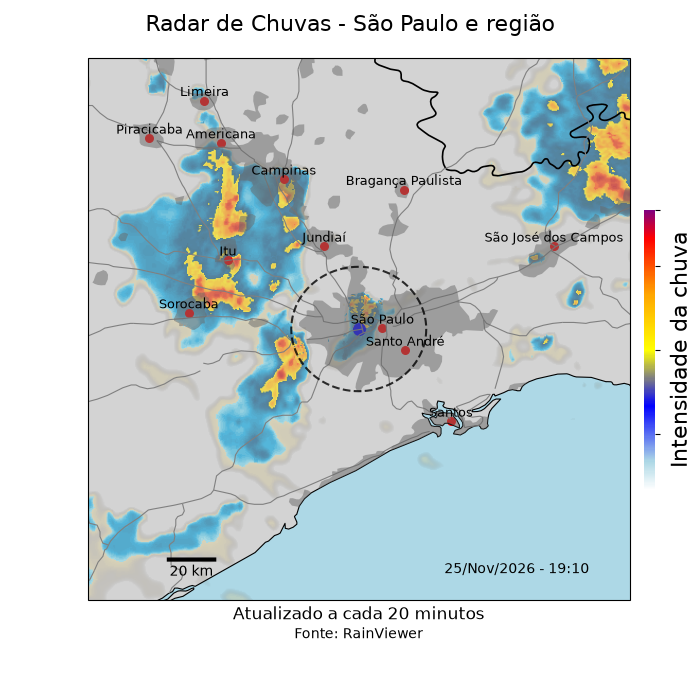 Radar de Chuvas - São Paulo e região
Limeira
Piracicaba
Americana
Campinas
Bragança Paulista
Jundiaí
São José dos Campos
Itu
Sorocaba
São Paulo
Santo André
Santos
Intensidade da chuva
25/Nov/2026 - 19:10
20 km
Atualizado a cada 20 minutos
Fonte: RainViewer